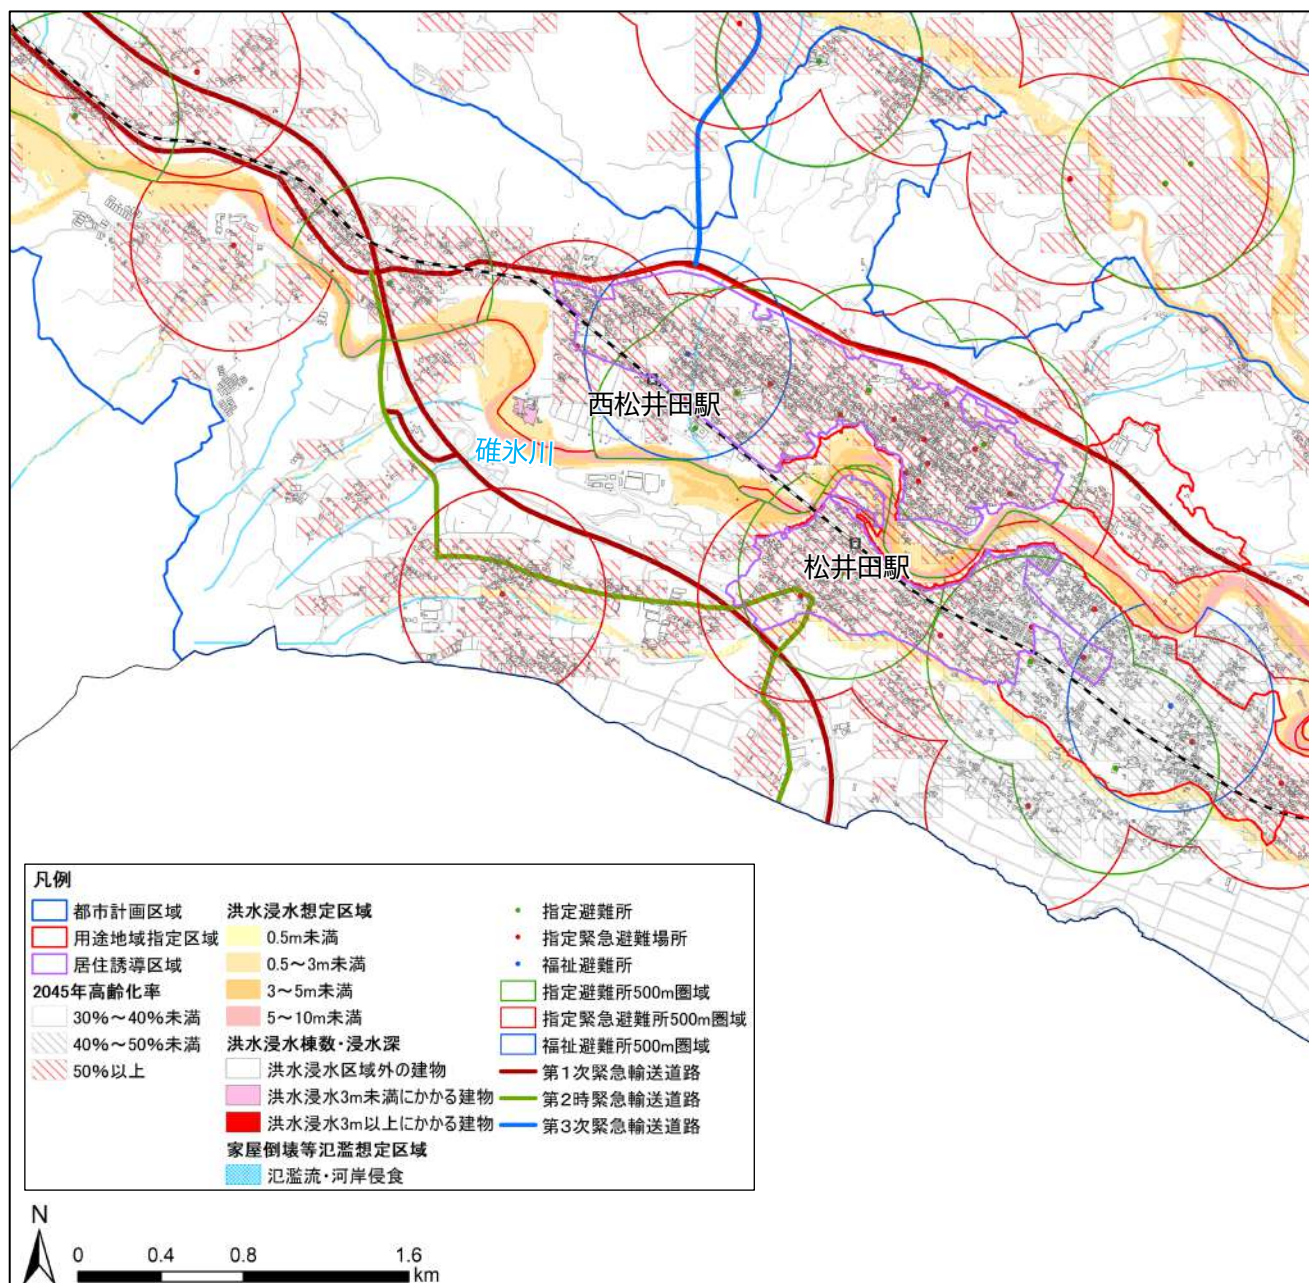 西松井田駅
碓氷川
松井田駅
凡例
都市計画区域
用途地域指定区域
居住誘導区域
2045年高齢化率
30%～40%未満
40%～50%未満
50%以上
洪水浸水想定区域
0.5m未満
0.5～3m未満
3～5m未満
5～10m未満
洪水浸水棟数・浸水深
洪水浸水区域外の建物
洪水浸水3m未満にかかる建物
洪水浸水3m以上にかかる建物
家屋倒壊等氾濫想定区域
氾濫流・河岸侵食
指定避難所
指定緊急避難場所
福祉避難所
指定避難所500m圏域
指定緊急避難所500m圏域
福祉避難所500m圏域
第1次緊急輸送道路
第2時緊急輸送道路
第3次緊急輸送道路
N
0 0.4 0.8 1.6
km